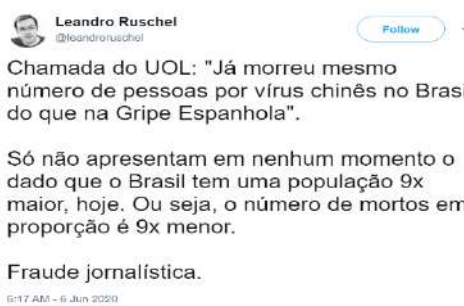 Leandro Ruschel
@leandroruschel
Follow
Chamada do UOL: "Já morreu mesmo
número de pessoas por vírus chinês no Brasil
do que na Gripe Espanhola".
Só não apresentam em nenhum momento o
dado que o Brasil tem uma população 9x
maior, hoje. Ou seja, o número de mortos em
proporção é 9x menor.
Fraude jornalística.
6:17 AM - 6 Jun 2020